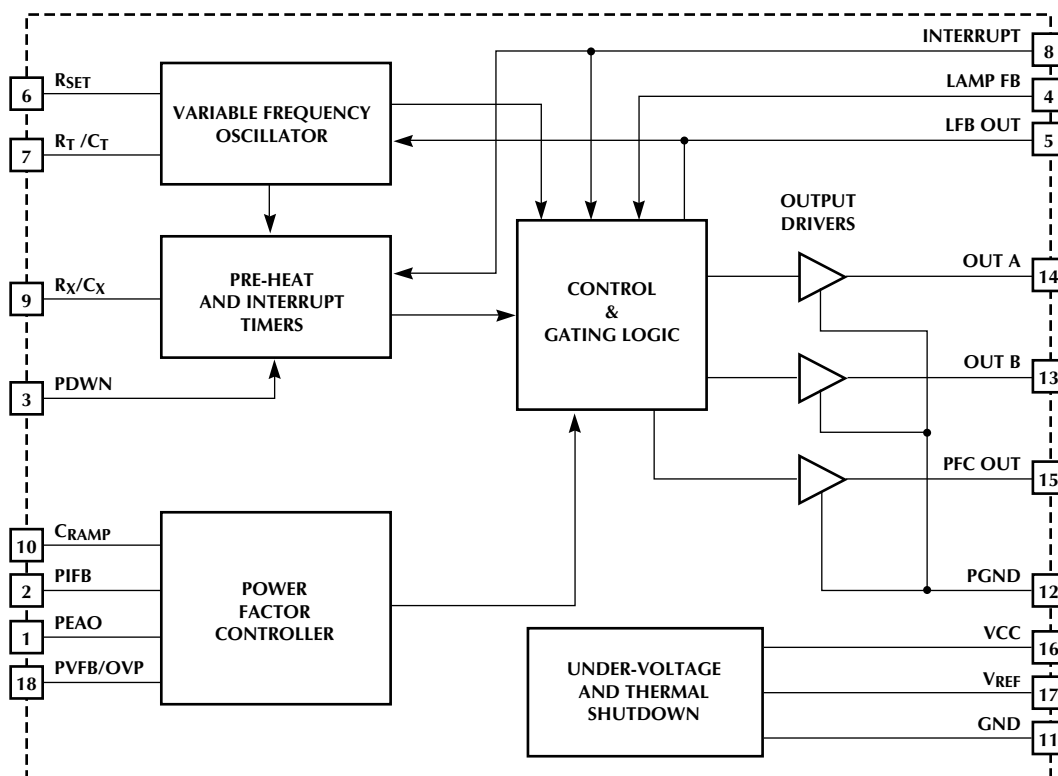 INTERRUPT
8
6
RSET
LAMP FB
4
VARIABLE FREQUENCY
OSCILLATOR
7
RT /CT
LFB OUT
5
OUTPUT
DRIVERS
9
RX/CX
PRE-HEAT
AND INTERRUPT
TIMERS
CONTROL
&
GATING LOGIC
OUT A
14
3
PDWN
OUT B
13
PFC OUT
15
10
CRAMP
2
PIFB
1
PEAO
18
PVFB/OVP
POWER
FACTOR
CONTROLLER
PGND
12
UNDER-VOLTAGE
AND THERMAL
SHUTDOWN
VCC
16
VREF
17
GND
11